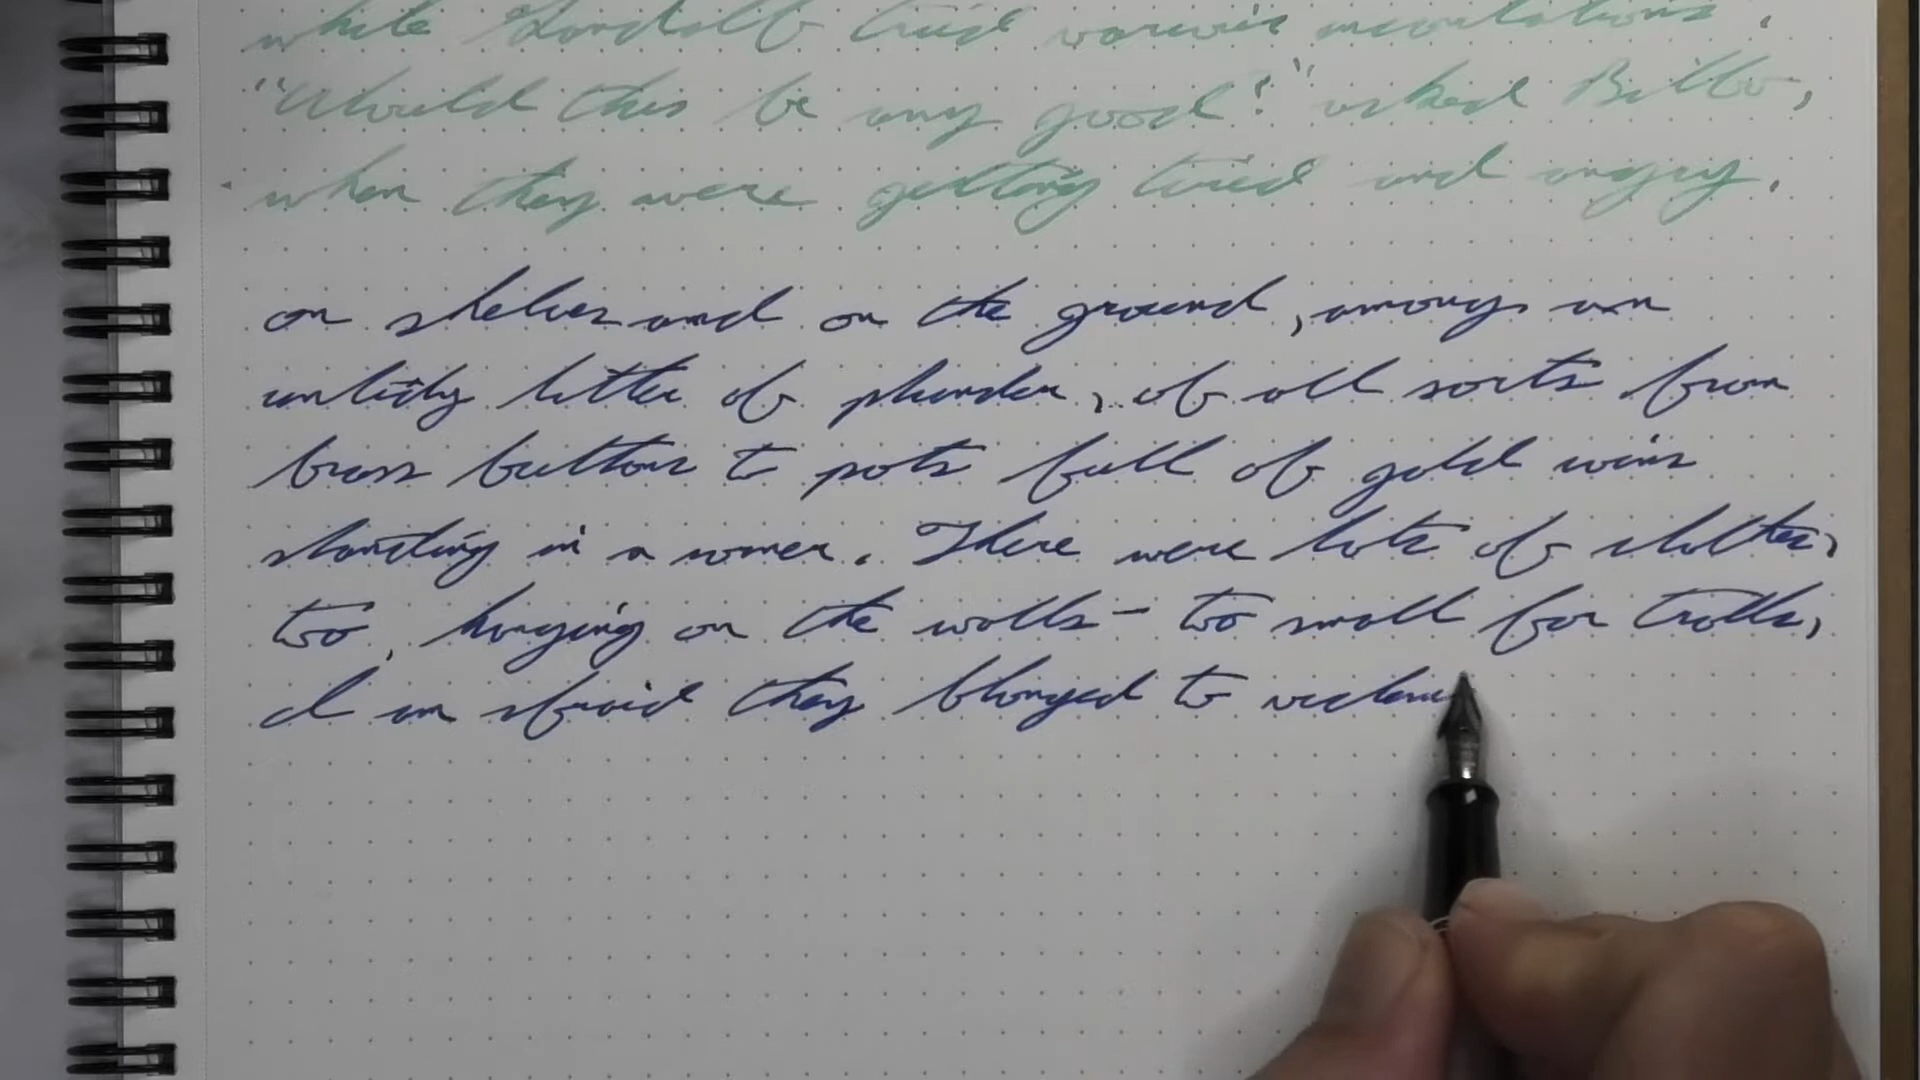 while Gandalf tried various incantations.
"Would this be any good?" asked Bilbo,
when they were getting tired and angry.
on shelves and on the ground, among an
untidy litter of plunder, of all sorts from
brass buttons to pots full of gold coins
standing in a corner. There were lots of clothes,
too, hanging on the walls - too small for trolls,
I am afraid they belonged to victims